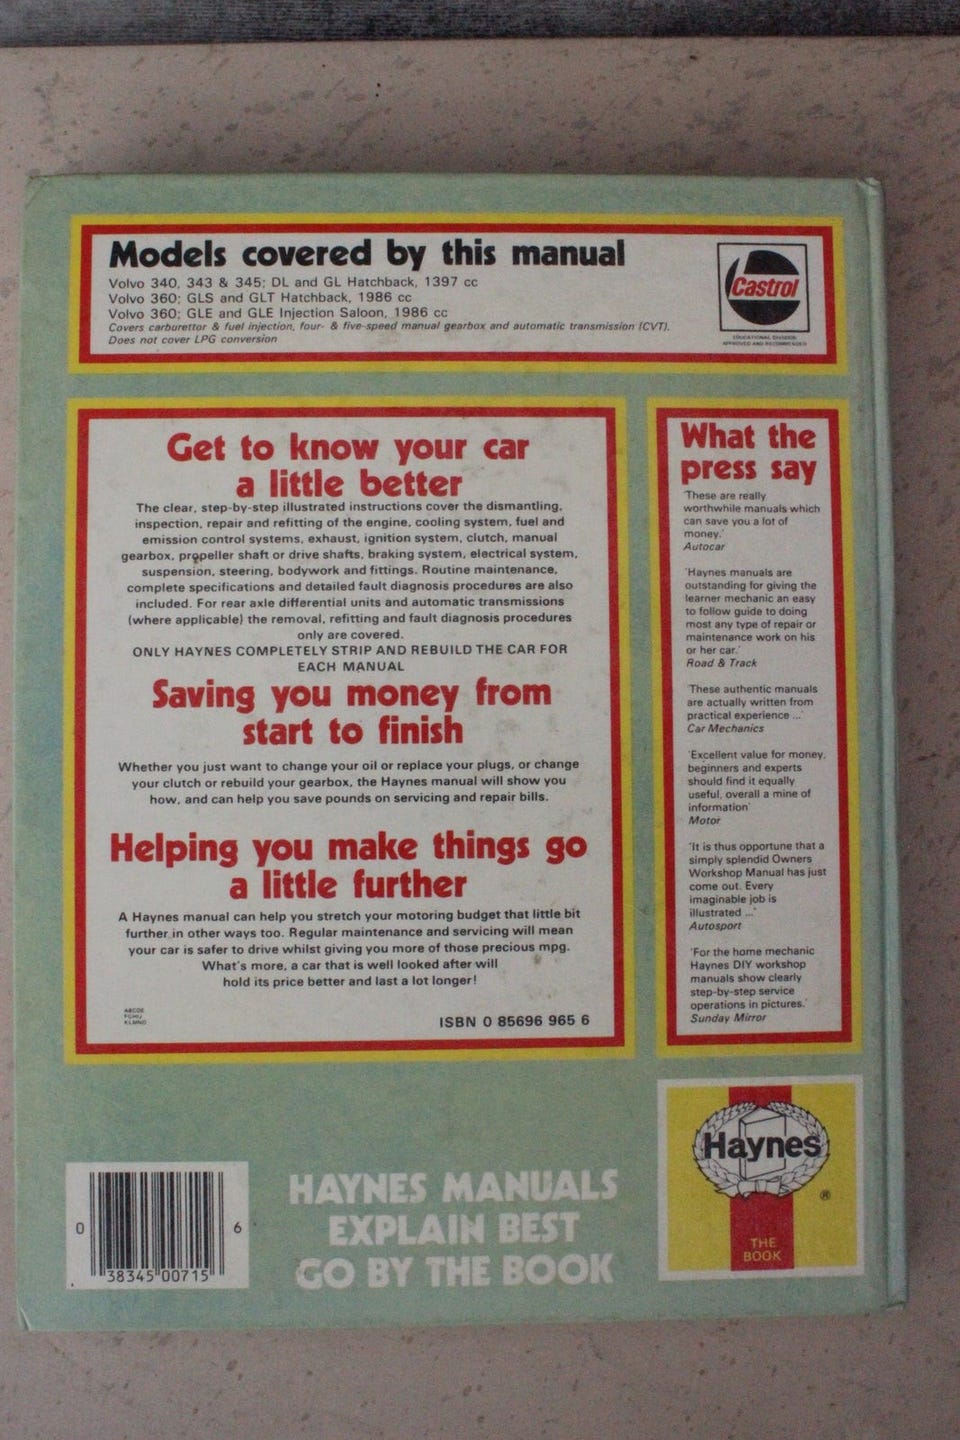 Models covered by this manual
Volvo 340, 343 & 345; DL and GL Hatchback, 1397 cc
Volvo 360; GLS and GLT Hatchback, 1986 cc
Volvo 360; GLE and GLE Injection Saloon, 1986 cc
Covers carburettor & fuel injection, four- & five-speed manual gearbox and automatic transmission (CVT).
Does not cover LPG conversion
Castrol
EDUCATIONAL DIVISION
APPROVED AND RECOMMENDED
Get to know your car
a little better
The clear, step-by-step illustrated instructions cover the dismantling,
inspection, repair and refitting of the engine, cooling system, fuel and
emission control systems, exhaust, ignition system, clutch, manual
gearbox, propeller shaft or drive shafts, braking system, electrical system,
suspension, steering, bodywork and fittings. Routine maintenance,
complete specifications and detailed fault diagnosis procedures are also
included. For rear axle differential units and automatic transmissions
(where applicable) the removal, refitting and fault diagnosis procedures
only are covered.
ONLY HAYNES COMPLETELY STRIP AND REBUILD THE CAR FOR
EACH MANUAL
Saving you money from
start to finish
Whether you just want to change your oil or replace your plugs, or change
your clutch or rebuild your gearbox, the Haynes manual will show you
how, and can help you save pounds on servicing and repair bills.
Helping you make things go
a little further
A Haynes manual can help you stretch your motoring budget that little bit
further in other ways too. Regular maintenance and servicing will mean
your car is safer to drive whilst giving you more of those precious mpg.
What's more, a car that is well looked after will
hold its price better and last a lot longer!
ABCDE
FGHIJ
KLMNO
ISBN 0 85696 965 6
What the
press say
'These are really
worthwhile manuals which
can save you a lot of
money.'
Autocar
'Haynes manuals are
outstanding for giving the
learner mechanic an easy
to follow guide to doing
most any type of repair or
maintenance work on his
or her car.'
Road & Track
'These authentic manuals
are actually written from
practical experience ...'
Car Mechanics
'Excellent value for money,
beginners and experts
should find it equally
useful, overall a mine of
information'
Motor
'It is thus opportune that a
simply splendid Owners
Workshop Manual has just
come out. Every
imaginable job is
illustrated ...'
Autosport
'For the home mechanic
Haynes DIY workshop
manuals show clearly
step-by-step service
operations in pictures.'
Sunday Mirror
0 38345 00715 6
HAYNES MANUALS
EXPLAIN BEST
GO BY THE BOOK
Haynes
®
THE
BOOK